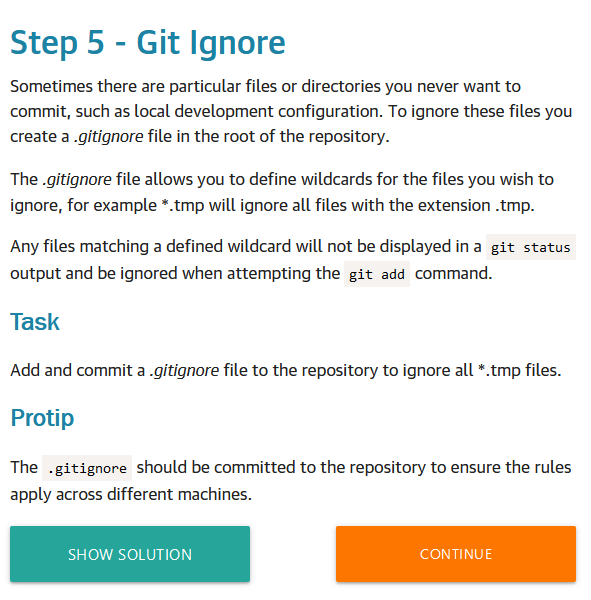 Step 5 - Git Ignore
Sometimes there are particular files or directories you never want to
commit, such as local development configuration. To ignore these files you
create a .gitignore file in the root of the repository.
The .gitignore file allows you to define wildcards for the files you wish to
ignore, for example *.tmp will ignore all files with the extension .tmp.
Any files matching a defined wildcard will not be displayed in a git status
output and be ignored when attempting the git add command.
Task
Add and commit a .gitignore file to the repository to ignore all *.tmp files.
Protip
The .gitignore should be committed to the repository to ensure the rules
apply across different machines.
SHOW SOLUTION
CONTINUE